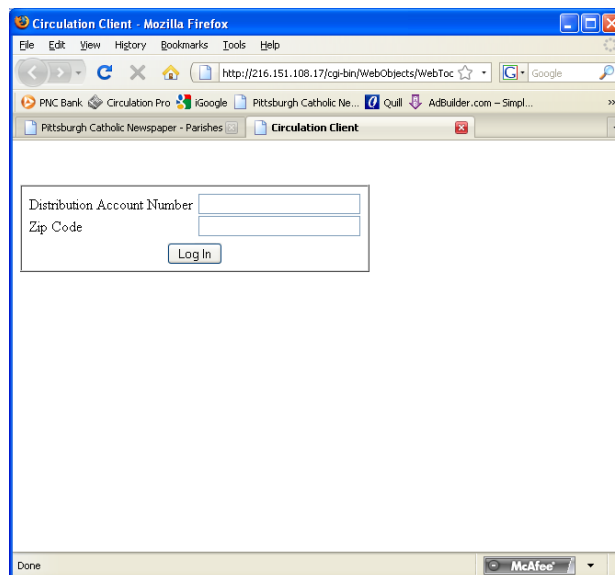 Circulation Client - Mozilla Firefox
File Edit View History Bookmarks Tools Help
http://216.151.108.17/cgi-bin/WebObjects/WebToc G Google
PNC Bank Circulation Pro iGoogle Pittsburgh Catholic Ne... Q Quill AdBuilder.com – Simpl... »
Pittsburgh Catholic Newspaper - Parishes Circulation Client
Distribution Account Number
Zip Code
Log In
Done McAfee